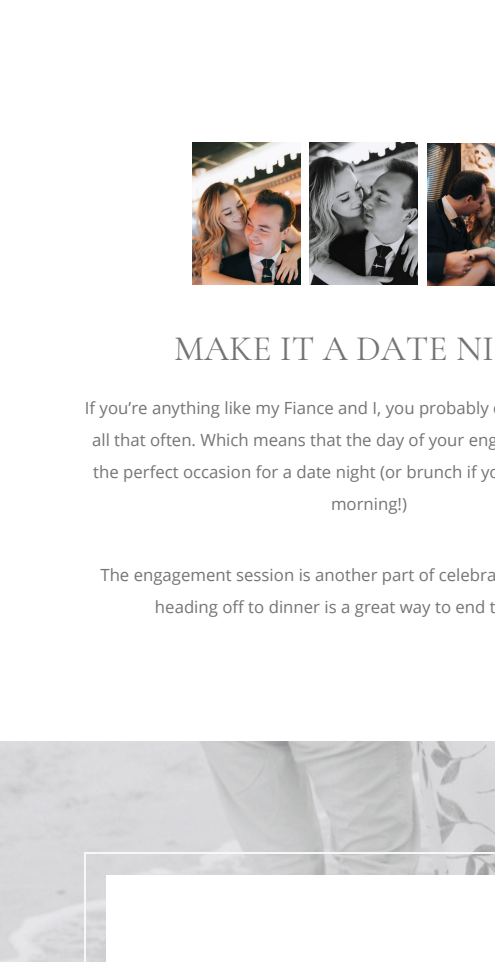 MAKE IT A DATE NI
If you're anything like my Fiance and I, you probably
all that often. Which means that the day of your eng
the perfect occasion for a date night (or brunch if yo
morning!)
The engagement session is another part of celebra
heading off to dinner is a great way to end t